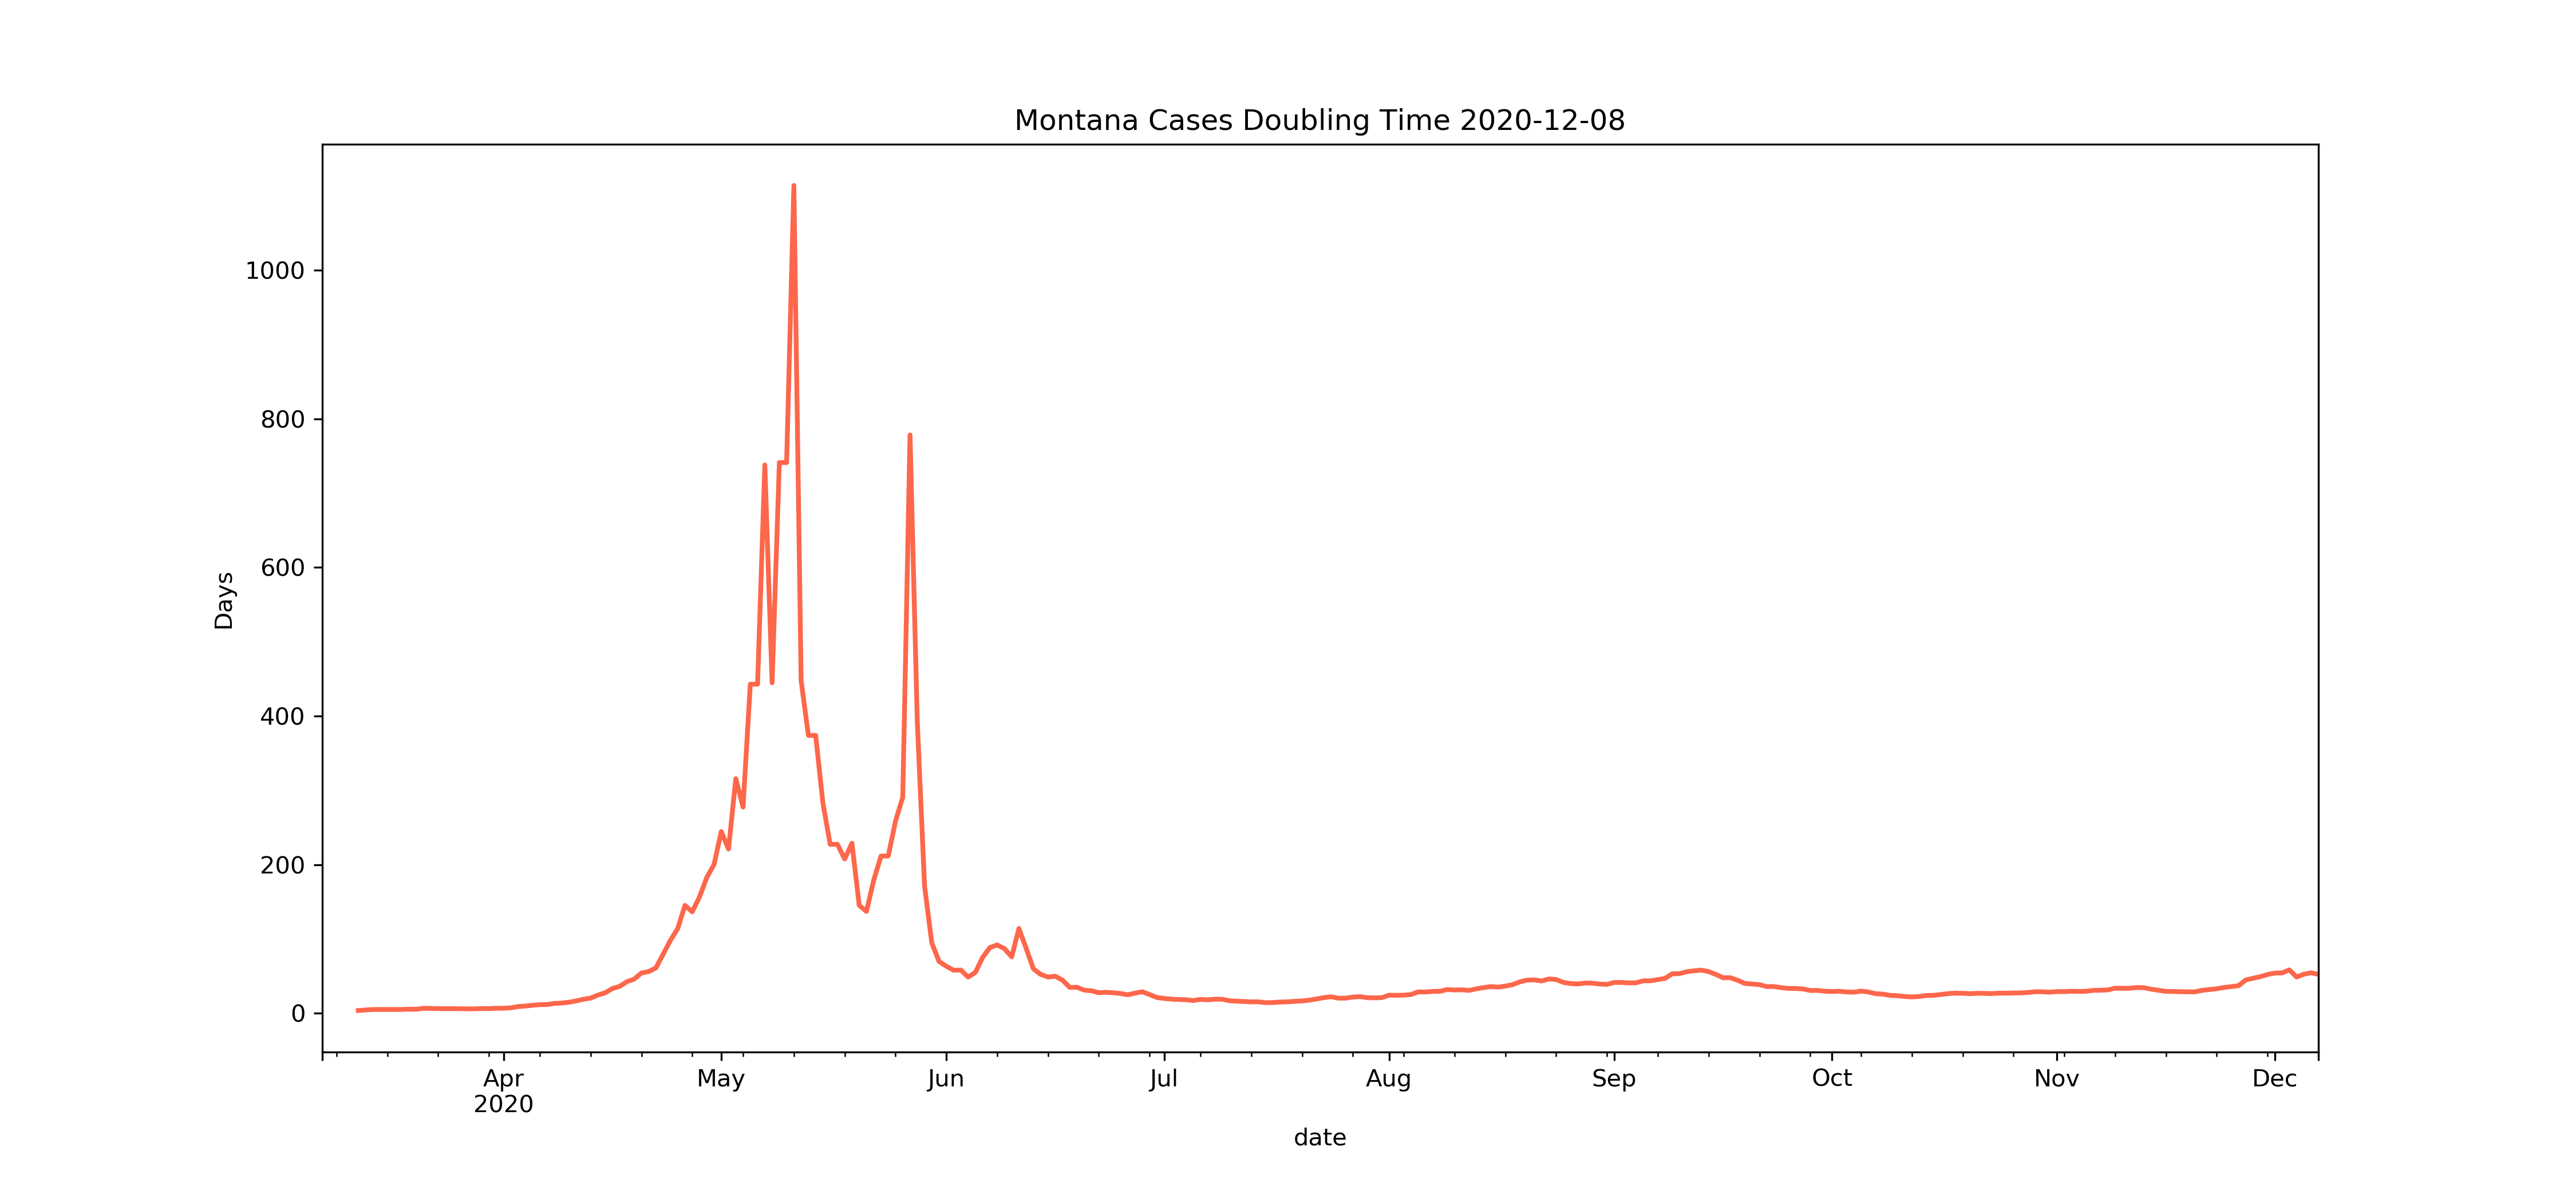 Montana Cases Doubling Time 2020-12-08
Days
1000
800
600
400
200
0
Apr May Jun Jul Aug Sep Oct Nov Dec
2020
date